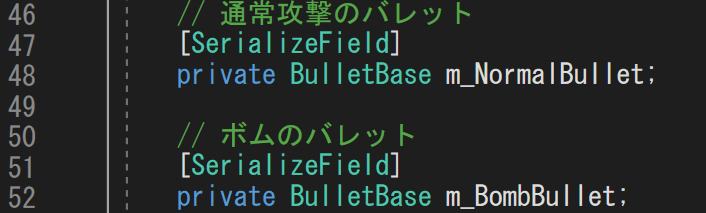 46 // 通常攻撃のバレット
47 [SerializeField]
48 private BulletBase m_NormalBullet;
49
50 // ボムのバレット
51 [SerializeField]
52 private BulletBase m_BombBullet;